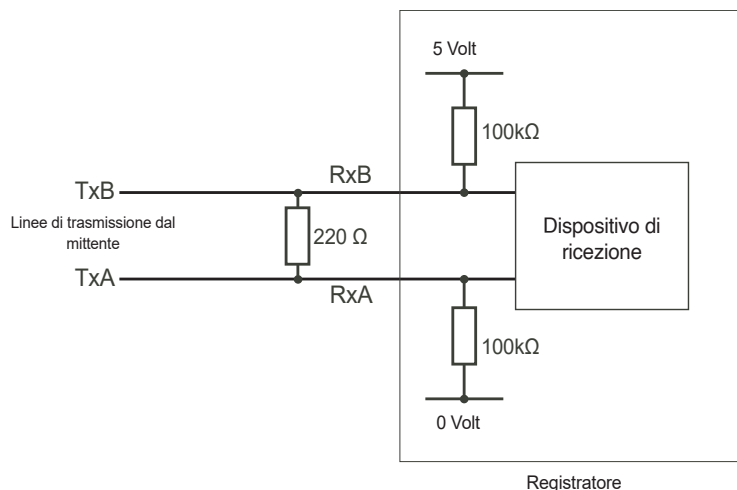 5 Volt
100kΩ
RxB
TxB
Linee di trasmissione dal
mittente
220 Ω
Dispositivo di
ricezione
TxA
RxA
100kΩ
0 Volt
Registratore